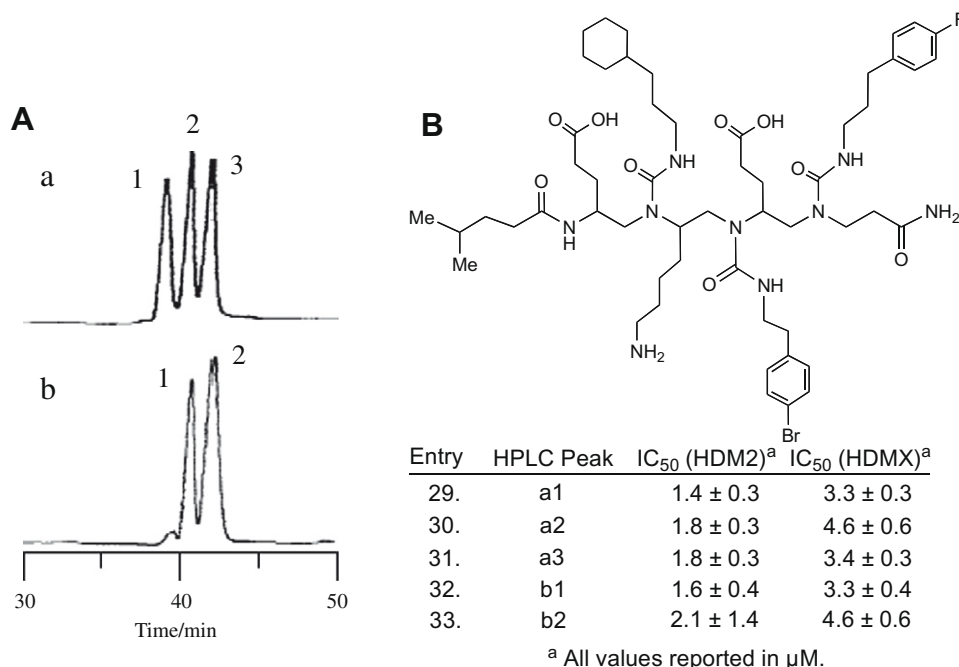 A
a
1
2
3
b
1
2
30
40
50
Time/min
B
F
O
OH
HN
O
O
OH
HN
O
O
Me
Me
N
H
N
N
N
NH2
O
O
NH
NH2
Br
Entry HPLC Peak IC50 (HDM2)a IC50 (HDMX)a
29. a1 1.4 ± 0.3 3.3 ± 0.3
30. a2 1.8 ± 0.3 4.6 ± 0.6
31. a3 1.8 ± 0.3 3.4 ± 0.3
32. b1 1.6 ± 0.4 3.3 ± 0.4
33. b2 2.1 ± 1.4 4.6 ± 0.6
a All values reported in μM.